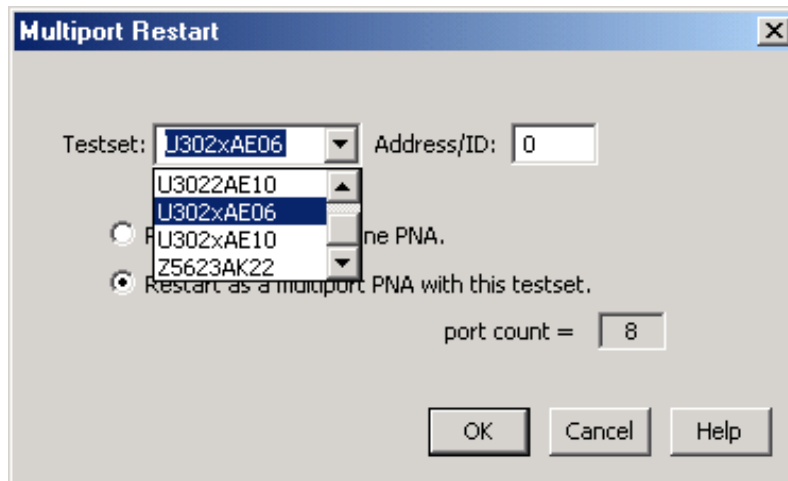 Multiport Restart
Testset: U302xAE06 Address/ID: 0
U3022AE10
U302xAE06
ne PNA.
U302xAE10
Z5623AK22
Restart as a multiport PNA with this testset.
port count = 8
OK Cancel Help